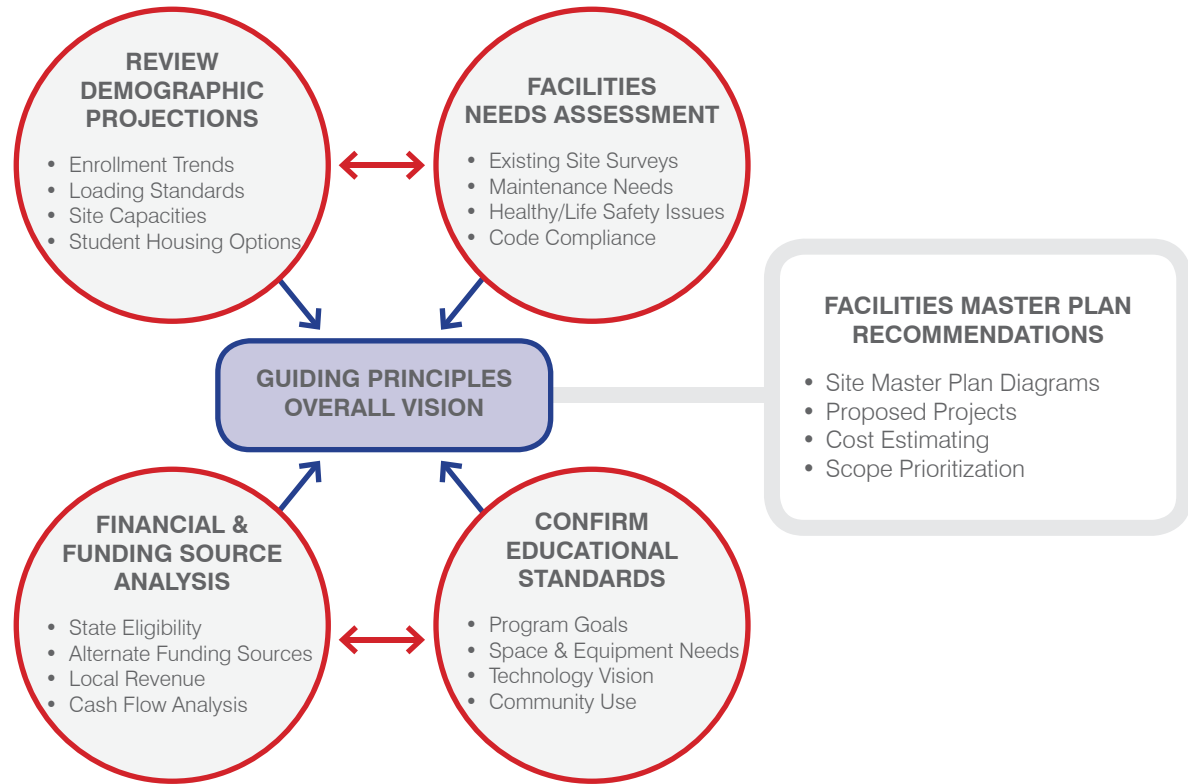 REVIEW
DEMOGRAPHIC
PROJECTIONS
• Enrollment Trends
• Loading Standards
• Site Capacities
• Student Housing Options
FACILITIES
NEEDS ASSESSMENT
• Existing Site Surveys
• Maintenance Needs
• Healthy/Life Safety Issues
• Code Compliance
GUIDING PRINCIPLES
OVERALL VISION
FACILITIES MASTER PLAN
RECOMMENDATIONS
• Site Master Plan Diagrams
• Proposed Projects
• Cost Estimating
• Scope Prioritization
FINANCIAL &
FUNDING SOURCE
ANALYSIS
• State Eligibility
• Alternate Funding Sources
• Local Revenue
• Cash Flow Analysis
CONFIRM
EDUCATIONAL
STANDARDS
• Program Goals
• Space & Equipment Needs
• Technology Vision
• Community Use